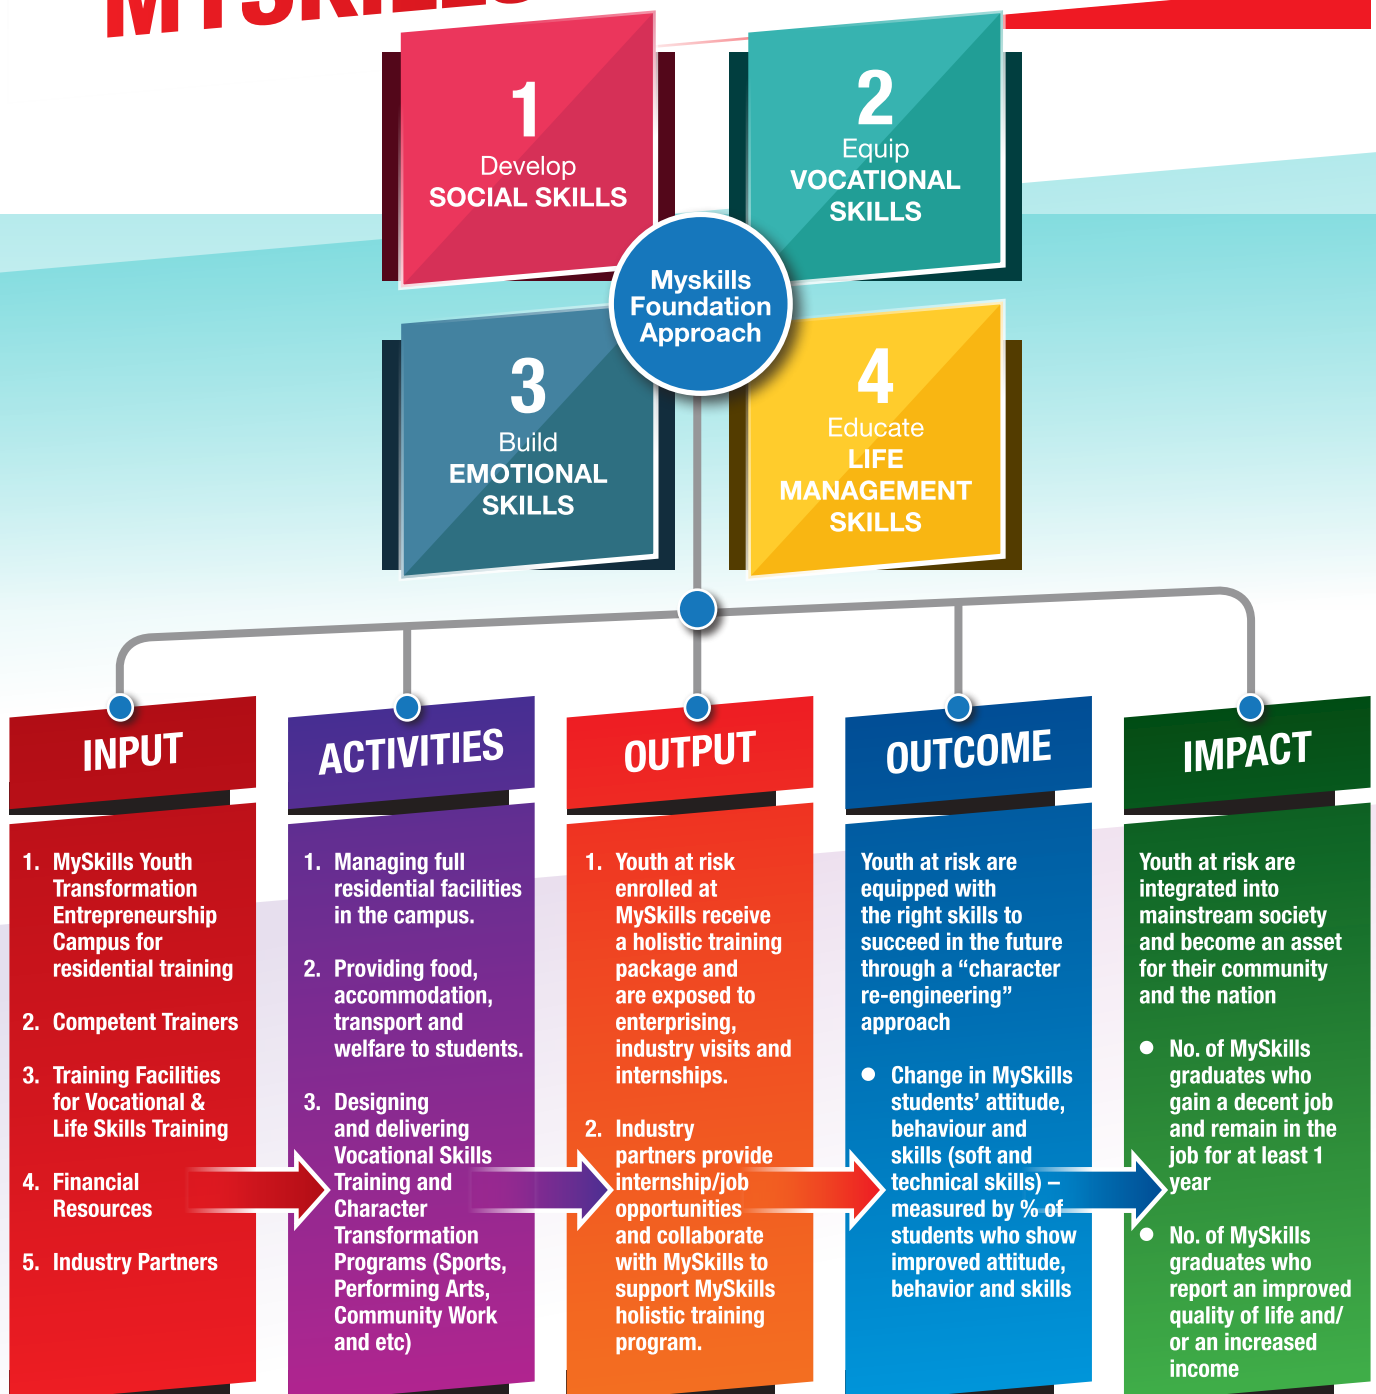 MYSKILLS
1
Develop
SOCIAL SKILLS
2
Equip
VOCATIONAL
SKILLS
Myskills
Foundation
Approach
3
Build
EMOTIONAL
SKILLS
4
Educate
LIFE
MANAGEMENT
SKILLS
INPUT
1. MySkills Youth
Transformation
Entrepreneurship
Campus for
residential training
2. Competent Trainers
3. Training Facilities
for Vocational &
Life Skills Training
4. Financial
Resources
5. Industry Partners
ACTIVITIES
1. Managing full
residential facilities
in the campus.
2. Providing food,
accommodation,
transport and
welfare to students.
3. Designing
and delivering
Vocational Skills
Training and
Character
Transformation
Programs (Sports,
Performing Arts,
Community Work
and etc)
OUTPUT
1. Youth at risk
enrolled at
MySkills receive
a holistic training
package and
are exposed to
enterprising,
industry visits and
internships.
2. Industry
partners provide
internship/job
opportunities
and collaborate
with MySkills to
support MySkills
holistic training
program.
OUTCOME
Youth at risk are
equipped with
the right skills to
succeed in the future
through a “character
re-engineering”
approach
● Change in MySkills
students’ attitude,
behaviour and
skills (soft and
technical skills) –
measured by % of
students who show
improved attitude,
behavior and skills
IMPACT
Youth at risk are
integrated into
mainstream society
and become an asset
for their community
and the nation
● No. of MySkills
graduates who
gain a decent job
and remain in the
job for at least 1
year
● No. of MySkills
graduates who
report an improved
quality of life and/
or an increased
income